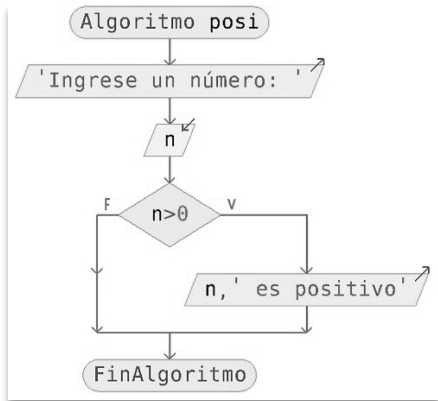 Algoritmo posi
'Ingrese un número: '
n
F
V
n>0
n,' es positivo'
FinAlgoritmo